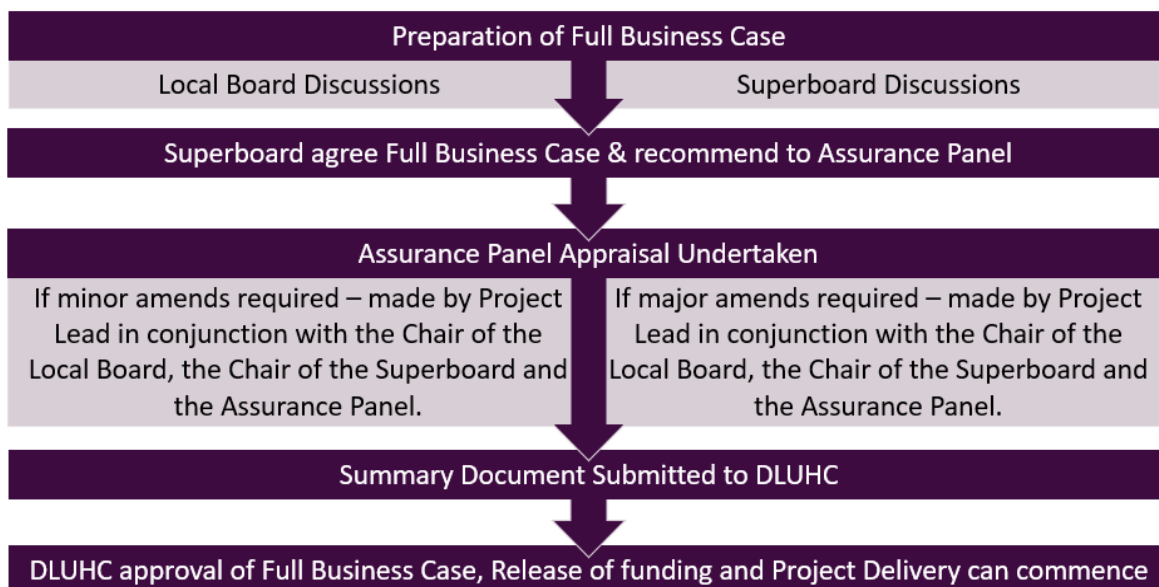 Preparation of Full Business Case
Local Board Discussions
Superboard Discussions
Superboard agree Full Business Case & recommend to Assurance Panel
Assurance Panel Appraisal Undertaken
If minor amends required – made by Project
Lead in conjunction with the Chair of the
Local Board, the Chair of the Superboard and
the Assurance Panel.
If major amends required – made by Project
Lead in conjunction with the Chair of the
Local Board, the Chair of the Superboard and
the Assurance Panel.
Summary Document Submitted to DLUHC
DLUHC approval of Full Business Case, Release of funding and Project Delivery can commence